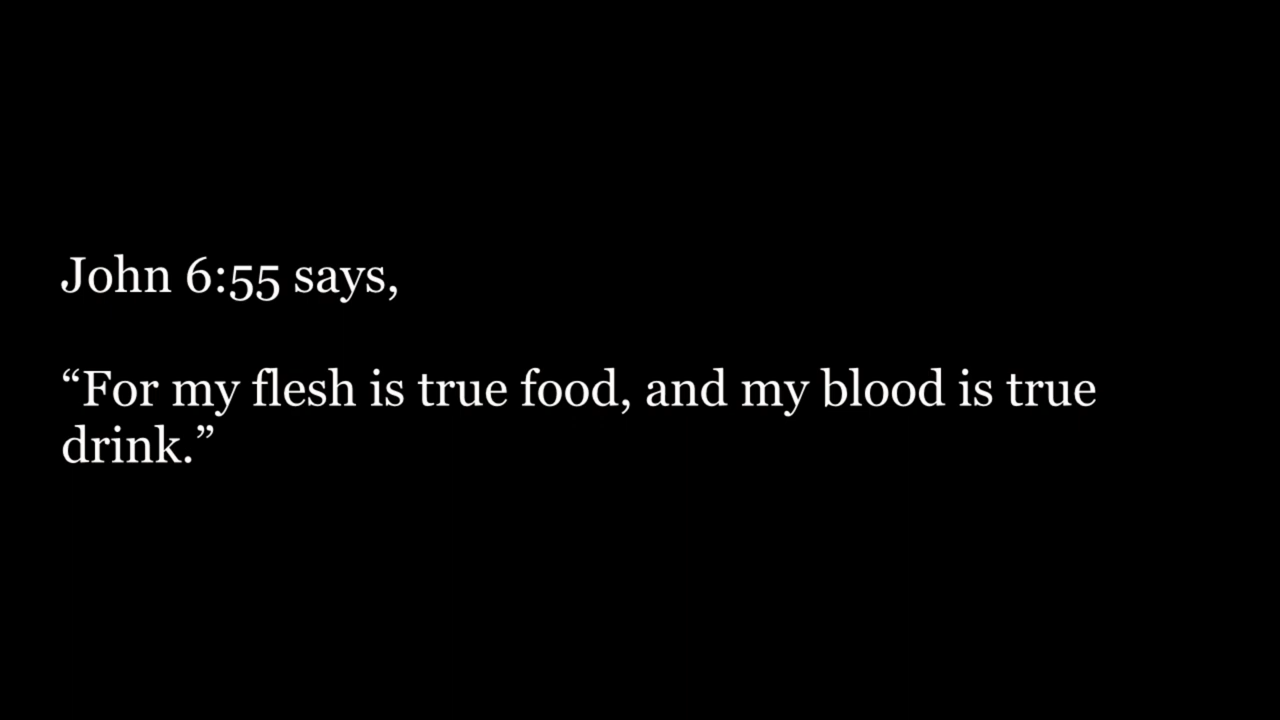 John 6:55 says,
“For my flesh is true food, and my blood is true
drink.”